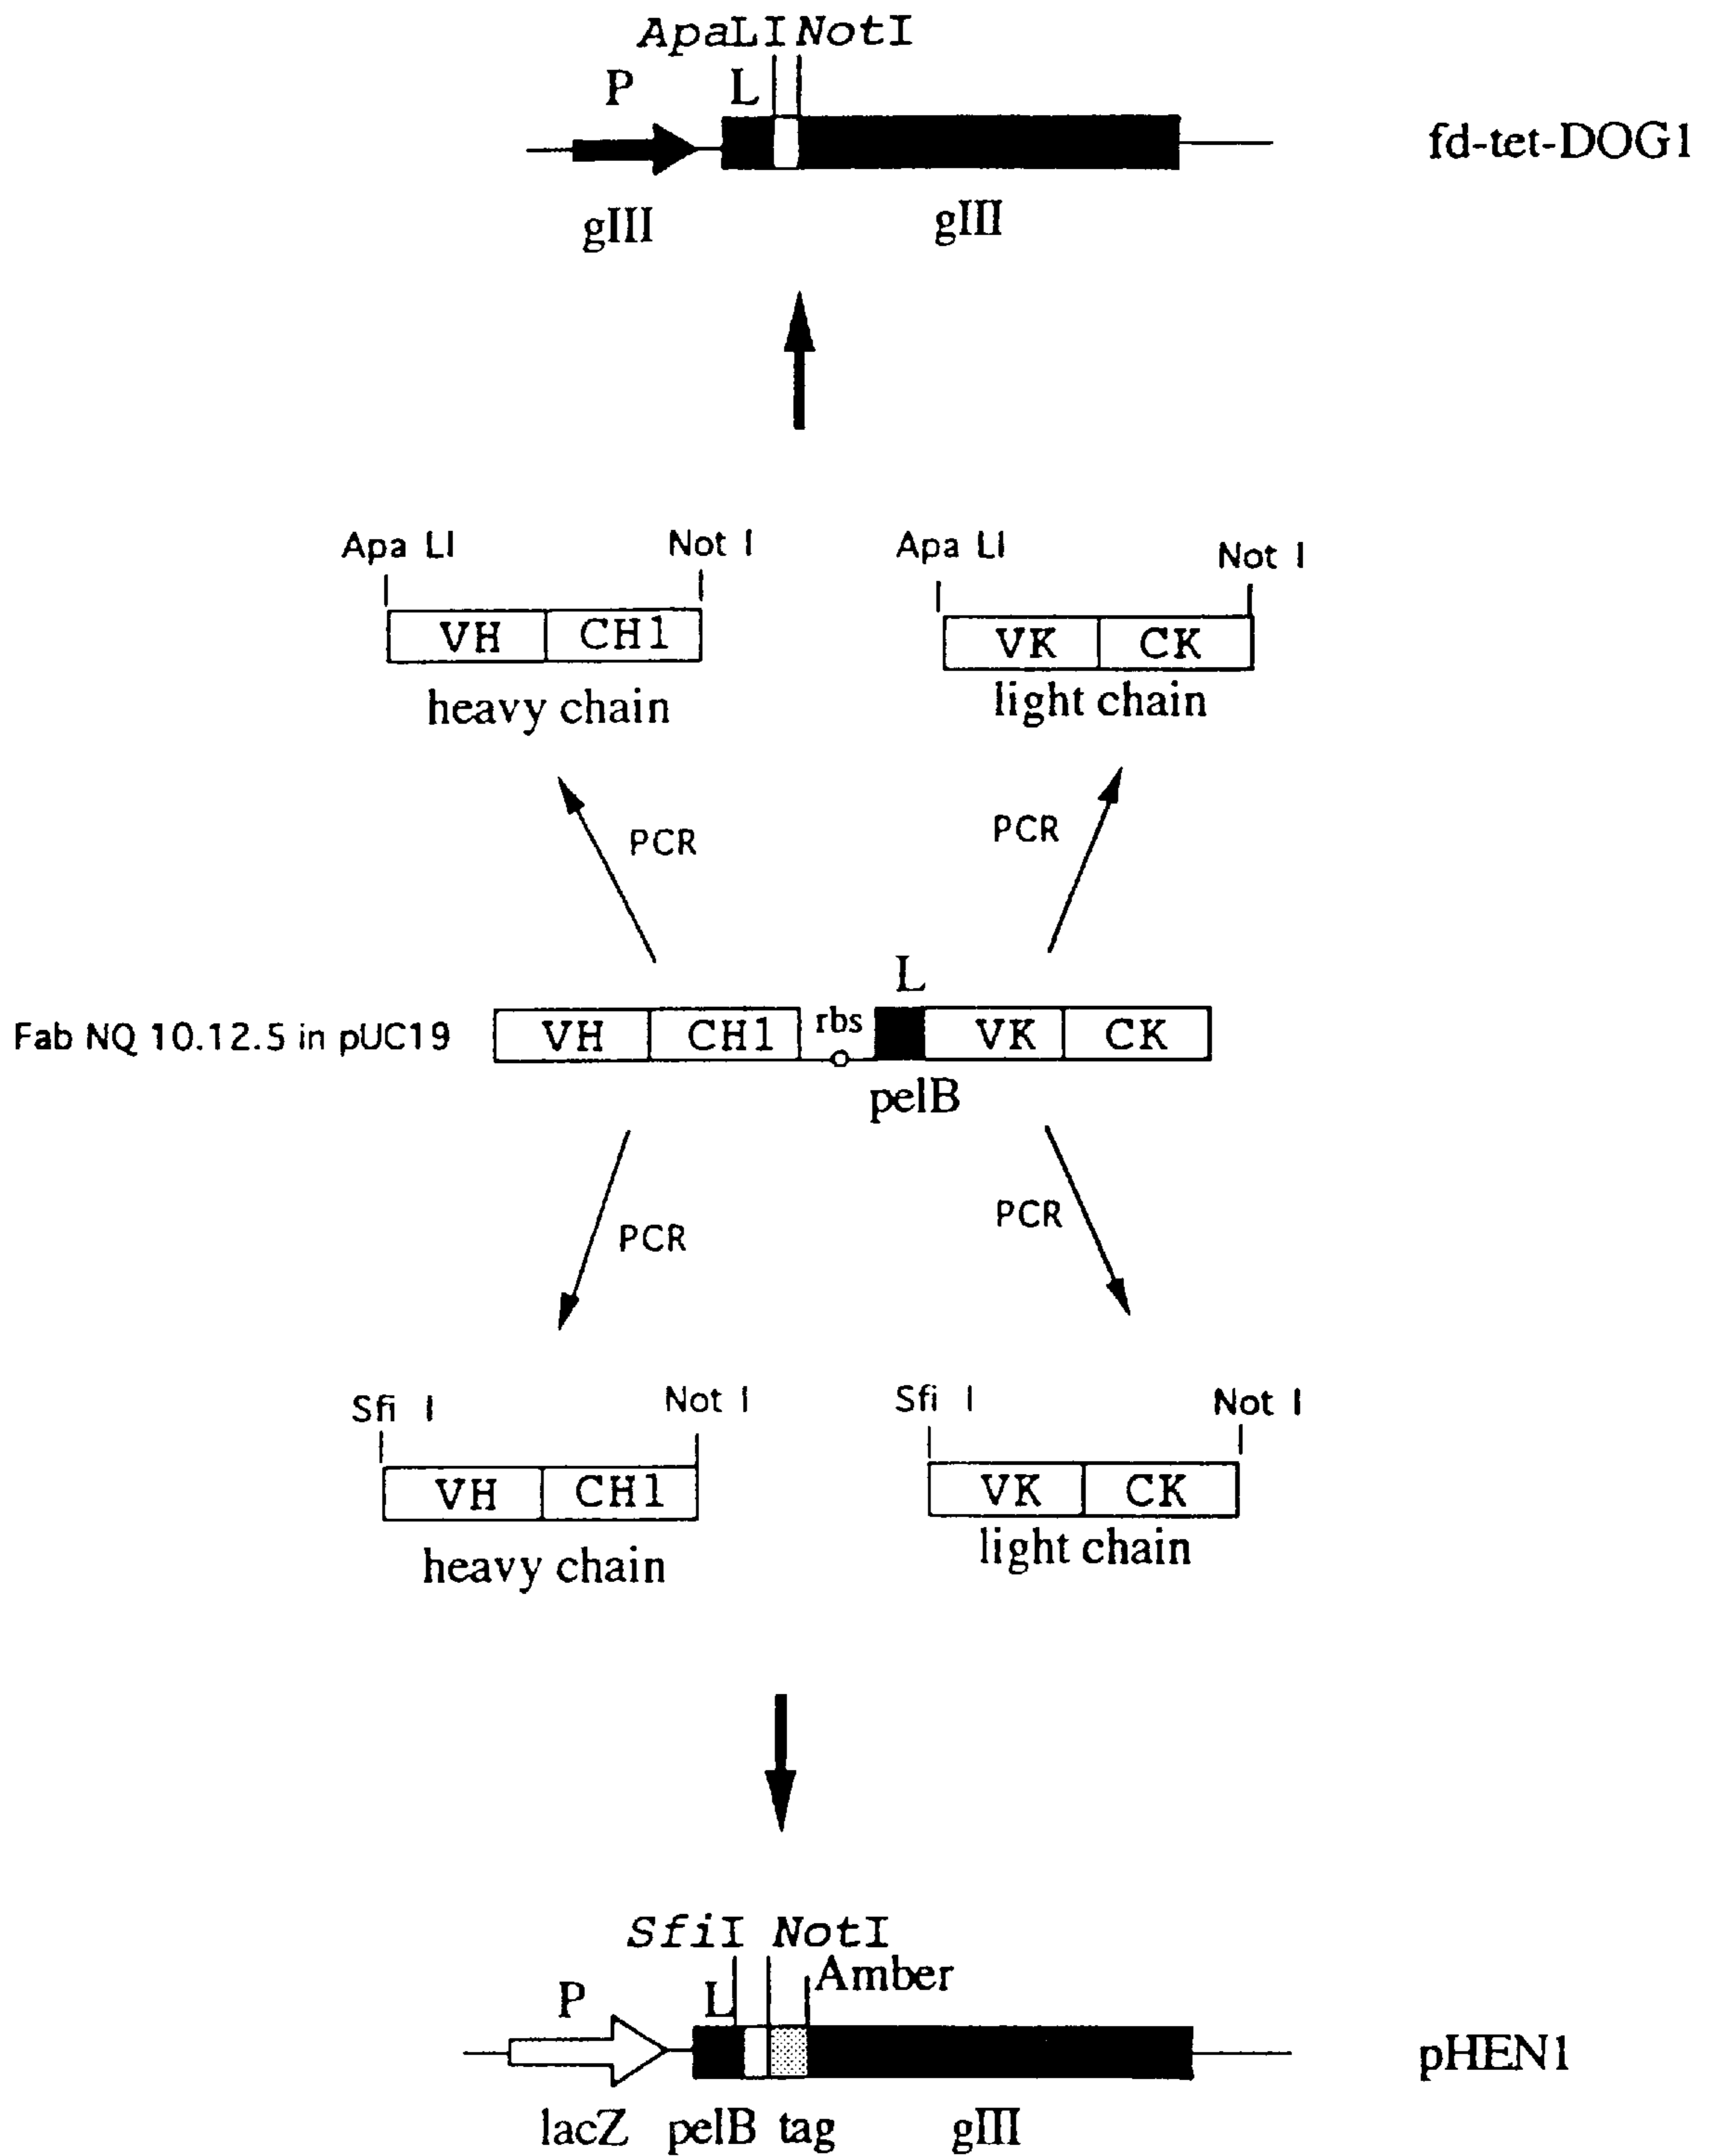 ApaLI NotI
P L
fd-tet-DOG1
gIII gIII
Apa LI Not I Apa LI Not I
VH CH1 VK CK
heavy chain light chain
PCR PCR
L
Fab NQ 10.12.5 in pUC19 VH CH1 rbs VK CK
pelB
PCR PCR
Sfi I Not I Sfi I Not I
VH CH1 VK CK
heavy chain light chain
SfiI NotI
P L Amber
pHEN1
lacZ pelB tag gIII